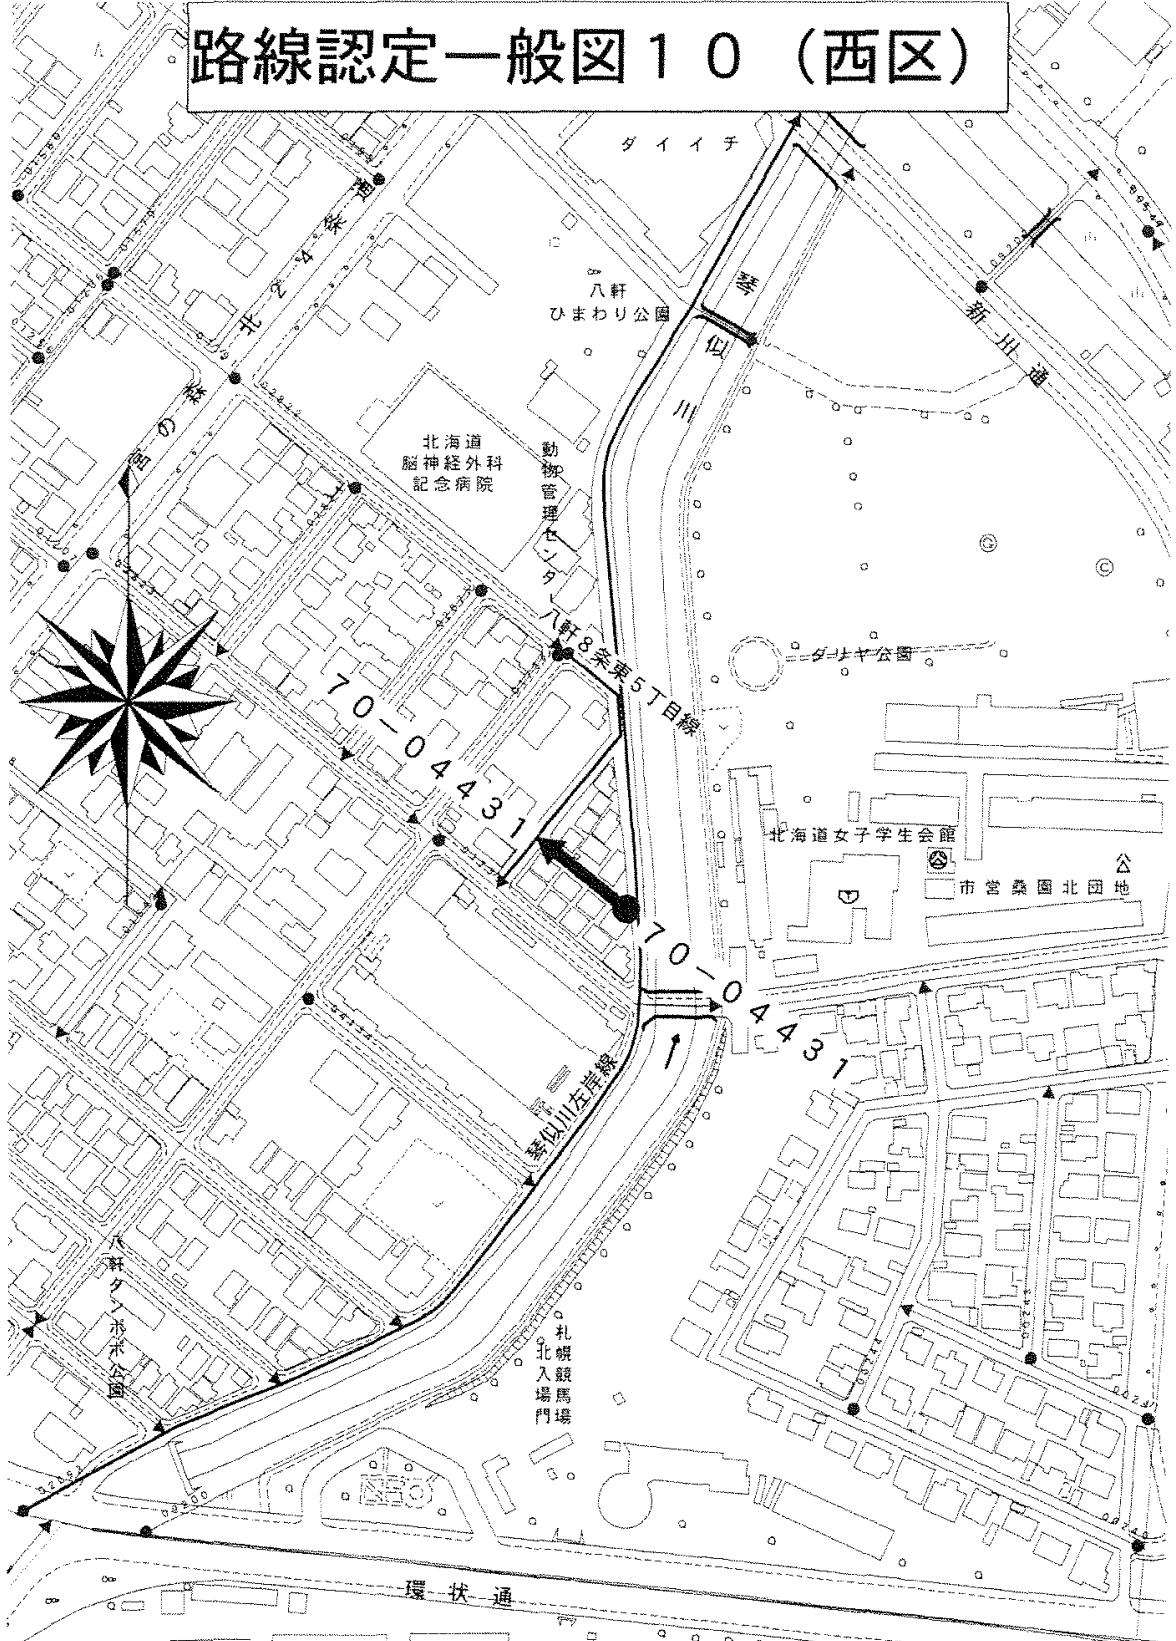 路線認定一般図１０（西区）
ダイイチ
北２４条通
宮の森
八軒
ひまわり公園
琴似川
新川通
北海道
脳神経外科
記念病院
動物管理センター
八軒８条東５丁目線
ダリヤ公園
７０－０４４３１
北海道女子学生会館
市営桑園北団地
７０－０４４３１
琴似川左岸線
八軒タンポポ公園
札幌競馬場
北入場門
環状通